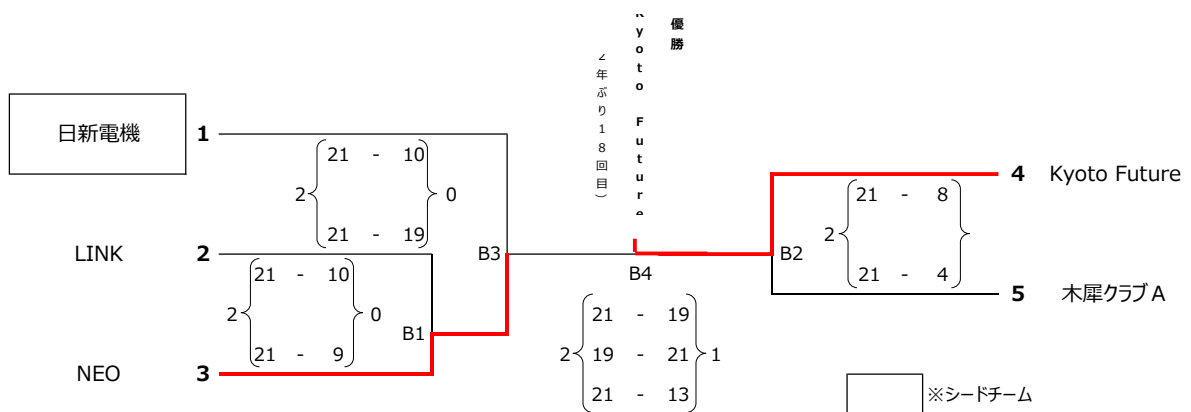 優勝
Kyoto Future
2年ぶり18回目)
日新電機 1
21 - 10
2 0
21 - 19
LINK 2
B3
21 - 10
2 0
21 - 9
B1
NEO 3
B4
21 - 19
2 19 - 21 1
21 - 13
4 Kyoto Future
21 - 8
2
21 - 4
B2
5 木犀クラブA
※シードチーム